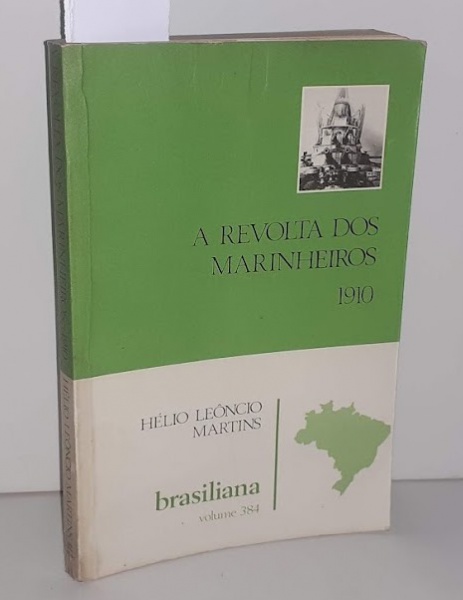 A REVOLTA DOS
MARINHEIROS
1910
HÉLIO LEÔNCIO
MARTINS
brasiliana
volume 384